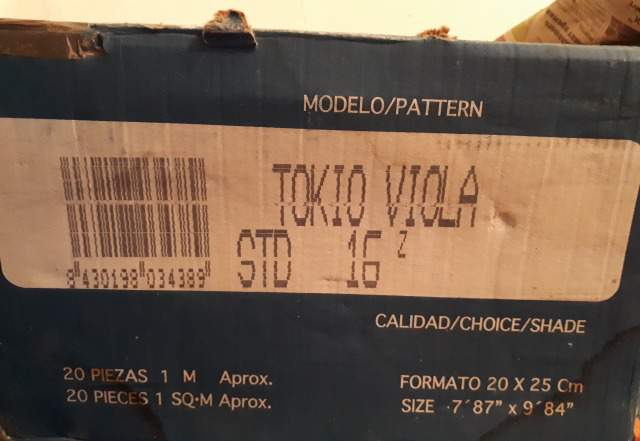 MODELO/PATTERN
TOKIO VIOLA
STD 16 Z
8 430198 034389
CALIDAD/CHOICE/SHADE
20 PIEZAS 1 M Aprox.
20 PIECES 1 SQ·M Aprox.
FORMATO 20 X 25 Cm
SIZE ·7´87" x 9´84"